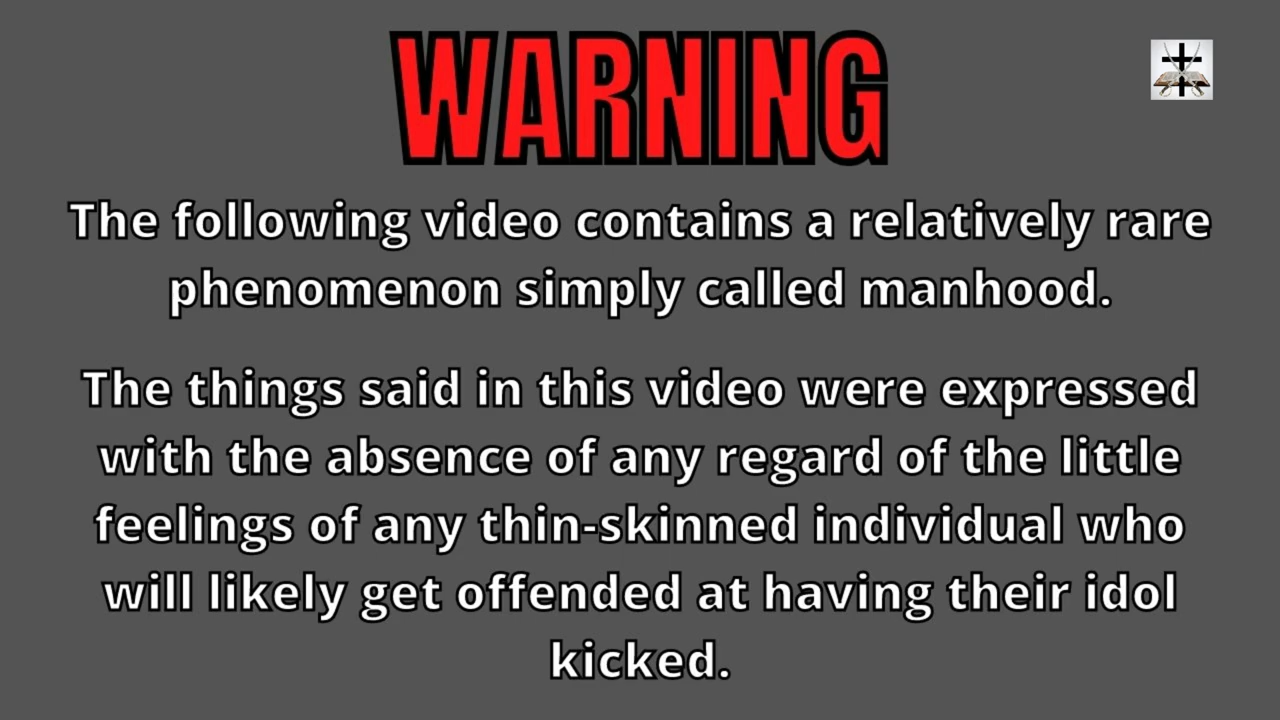 WARNING
The following video contains a relatively rare
phenomenon simply called manhood.
The things said in this video were expressed
with the absence of any regard of the little
feelings of any thin-skinned individual who
will likely get offended at having their idol
kicked.